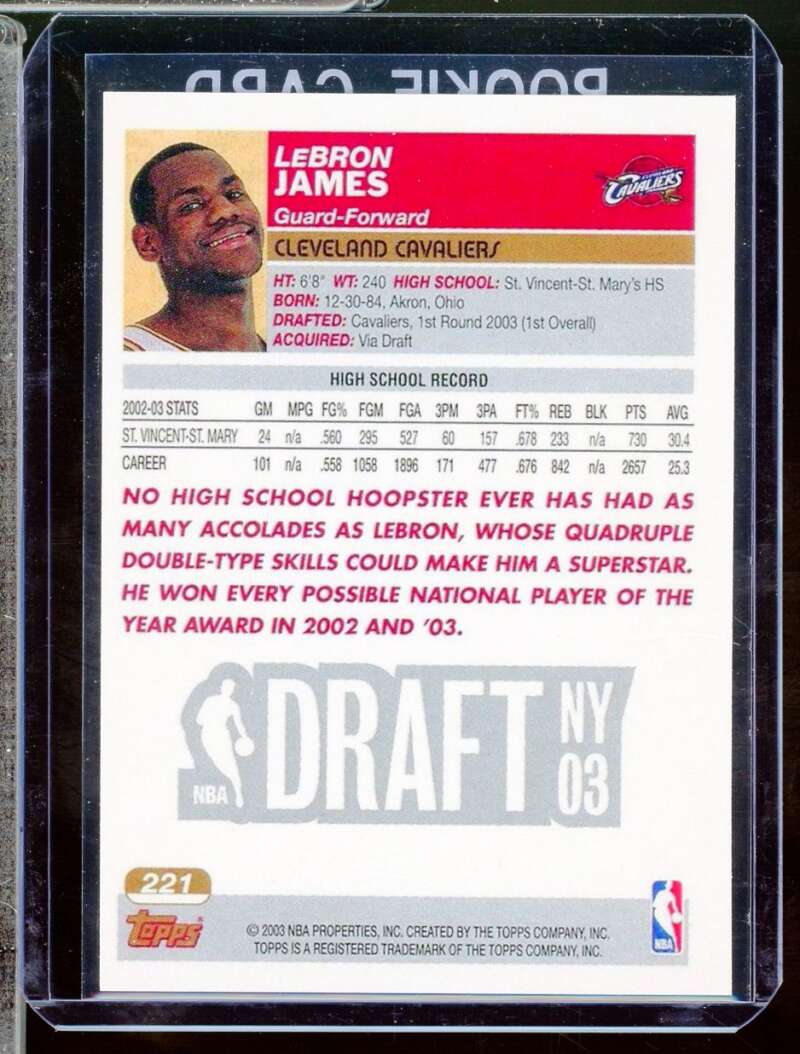 ROOKIE CARD
LeBRON
JAMES
Guard-Forward
CLEVELAND CAVALIERS
CLEVELAND
CAVALIERS
HT: 6'8" WT: 240 HIGH SCHOOL: St. Vincent-St. Mary's HS
BORN: 12-30-84, Akron, Ohio
DRAFTED: Cavaliers, 1st Round 2003 (1st Overall)
ACQUIRED: Via Draft
HIGH SCHOOL RECORD
2002-03 STATS GM MPG FG% FGM FGA 3PM 3PA FT% REB BLK PTS AVG
ST. VINCENT-ST. MARY 24 n/a .560 295 527 60 157 .678 233 n/a 730 30.4
CAREER 101 n/a .558 1058 1896 171 477 .676 842 n/a 2657 25.3
NO HIGH SCHOOL HOOPSTER EVER HAS HAD AS
MANY ACCOLADES AS LEBRON, WHOSE QUADRUPLE
DOUBLE-TYPE SKILLS COULD MAKE HIM A SUPERSTAR.
HE WON EVERY POSSIBLE NATIONAL PLAYER OF THE
YEAR AWARD IN 2002 AND '03.
NBA DRAFT NY
03
221
Topps®
© 2003 NBA PROPERTIES, INC. CREATED BY THE TOPPS COMPANY, INC.
TOPPS IS A REGISTERED TRADEMARK OF THE TOPPS COMPANY, INC.
NBA